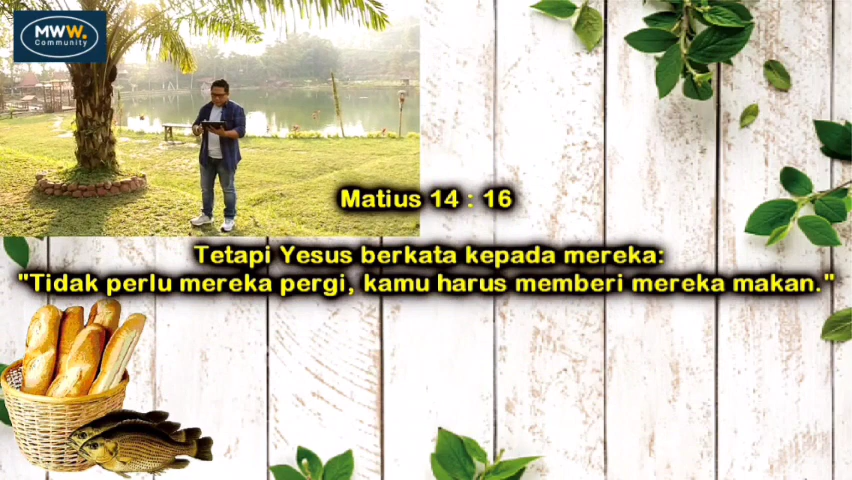 MWW.
Community
Matius 14 : 16
Tetapi Yesus berkata kepada mereka:
"Tidak perlu mereka pergi, kamu harus memberi mereka makan."